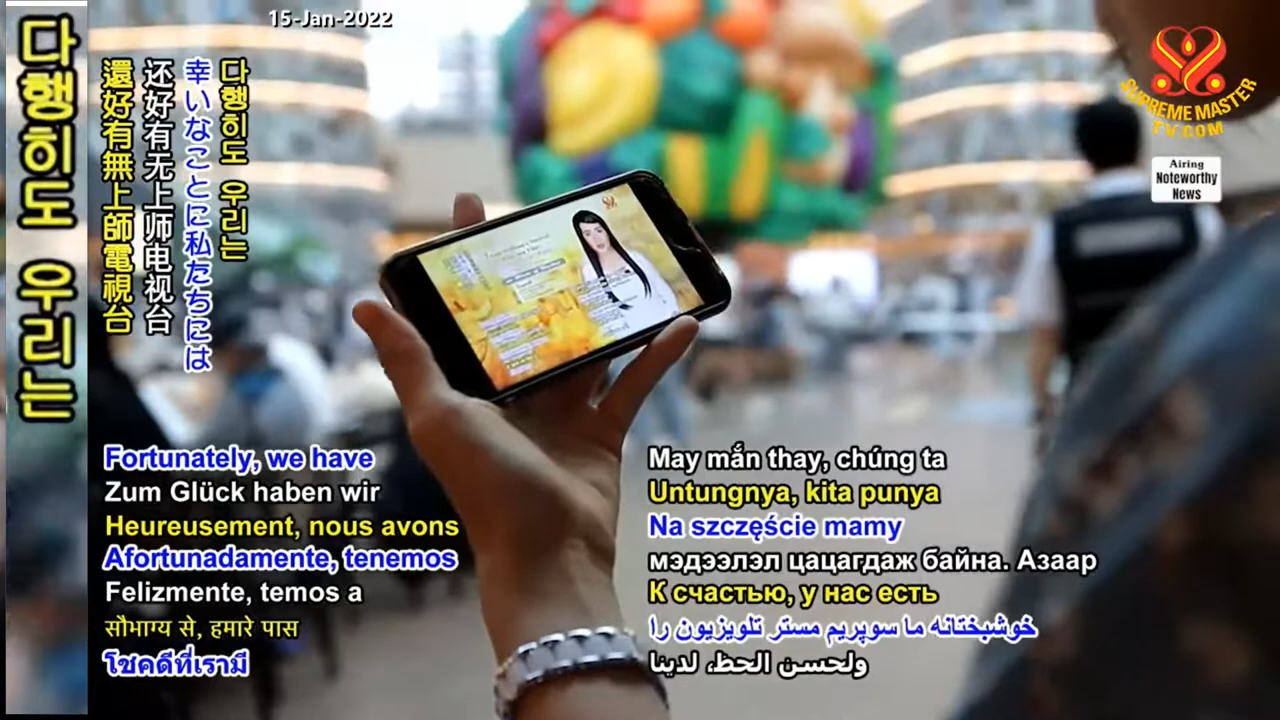 15-Jan-2022
다행히도 우리는
다행히도 우리는
幸いなことに私たちには
还好有无上师电视台
還好有無上師電視台
SUPREME MASTER
TV.COM
Airing
Noteworthy
News
Fortunately, we have
Zum Glück haben wir
Heureusement, nous avons
Afortunadamente, tenemos
Felizmente, temos a
सौभाग्य से, हमारे पास
โชคดีที่เรามี
May mắn thay, chúng ta
Untungnya, kita punya
Na szczęście mamy
мэдээлэл цацагдаж байна. Азаар
К счастью, у нас есть
خوشبختانه ما سوپریم مستر تلویزیون را
ولحسن الحظ، لدينا